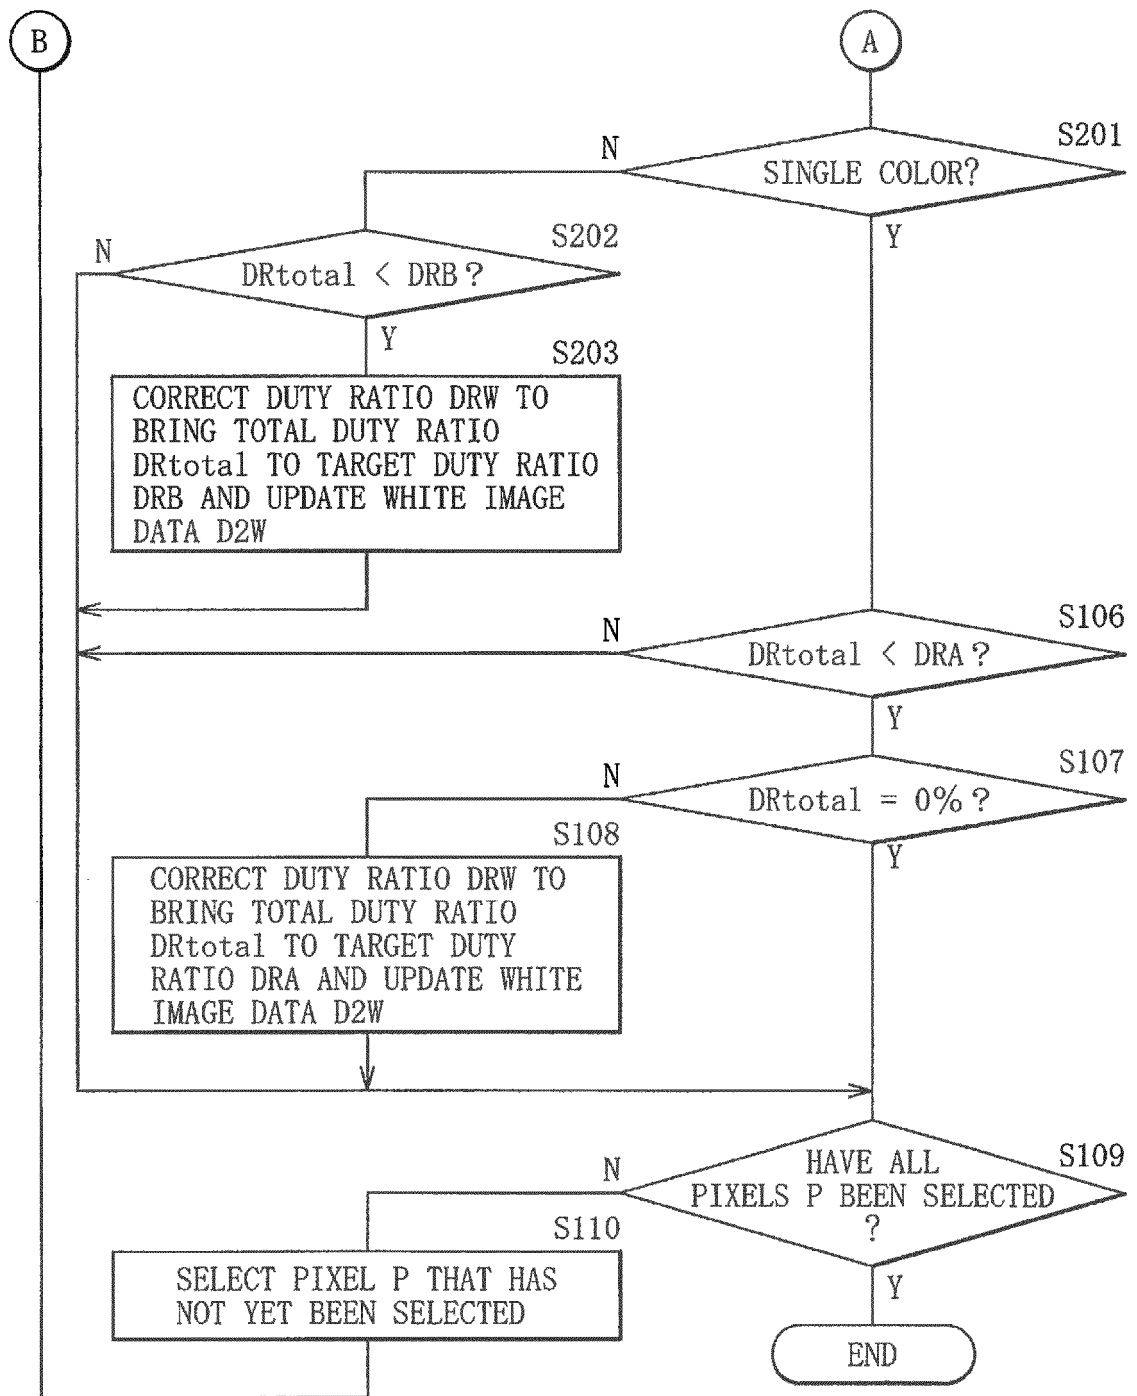 B
A
S201
N
SINGLE COLOR?
Y
S202
N
DRtotal < DRB?
Y
S203
CORRECT DUTY RATIO DRW TO
BRING TOTAL DUTY RATIO
DRtotal TO TARGET DUTY RATIO
DRB AND UPDATE WHITE IMAGE
DATA D2W
S106
N
DRtotal < DRA?
Y
S107
N
DRtotal = 0%?
Y
S108
CORRECT DUTY RATIO DRW TO
BRING TOTAL DUTY RATIO
DRtotal TO TARGET DUTY
RATIO DRA AND UPDATE WHITE
IMAGE DATA D2W
S109
N
HAVE ALL
PIXELS P BEEN SELECTED
?
Y
S110
SELECT PIXEL P THAT HAS
NOT YET BEEN SELECTED
END